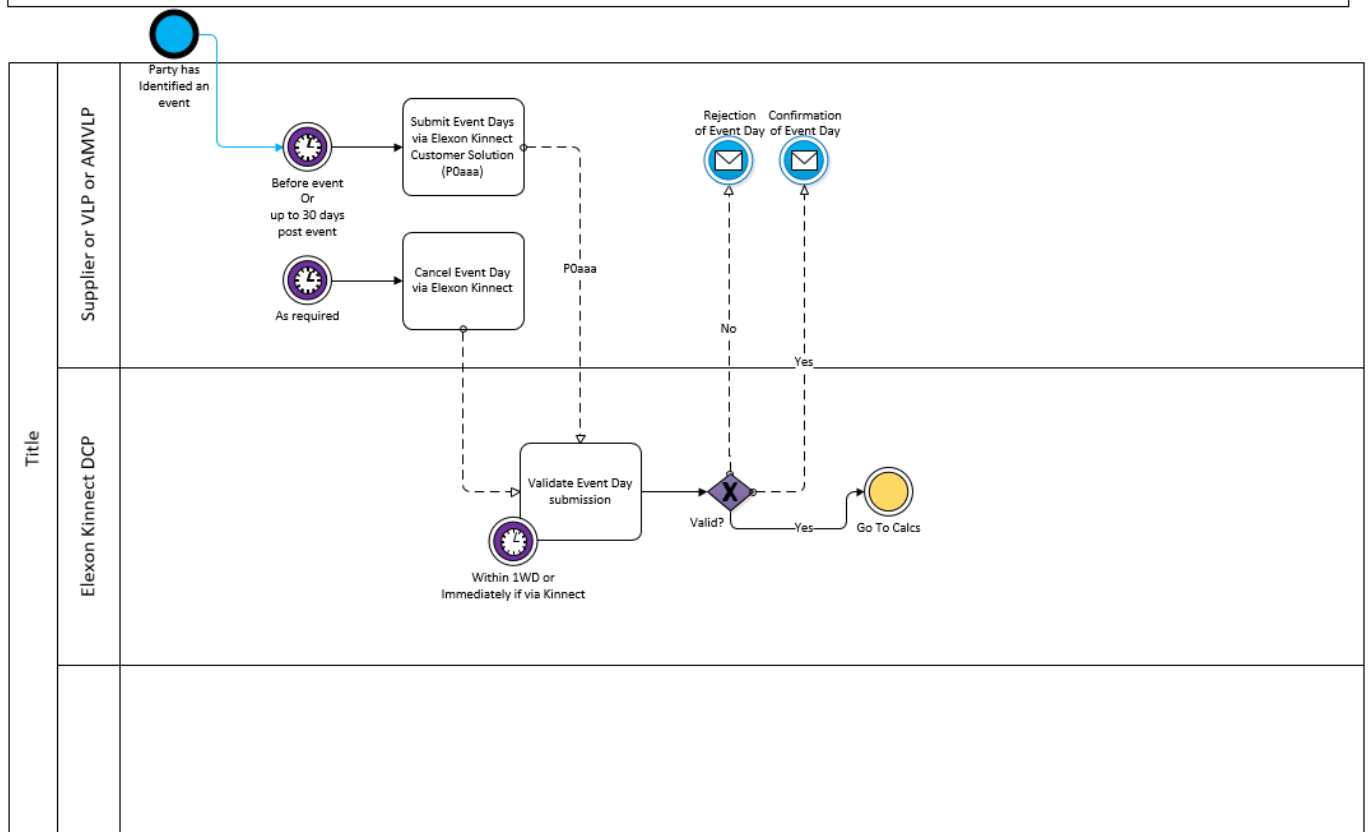 Party has
Identified an
event
Title
Supplier or VLP or AMVLP
Before event
Or
up to 30 days
post event
Submit Event Days
via Elexon Kinnect
Customer Solution
(P0aaa)
P0aaa
Rejection
of Event Day
Confirmation
of Event Day
As required
Cancel Event Day
via Elexon Kinnect
No
Yes
Elexon Kinnect DCP
Validate Event Day
submission
Within 1WD or
Immediately if via Kinnect
X
Valid?
Yes
Go To Calcs